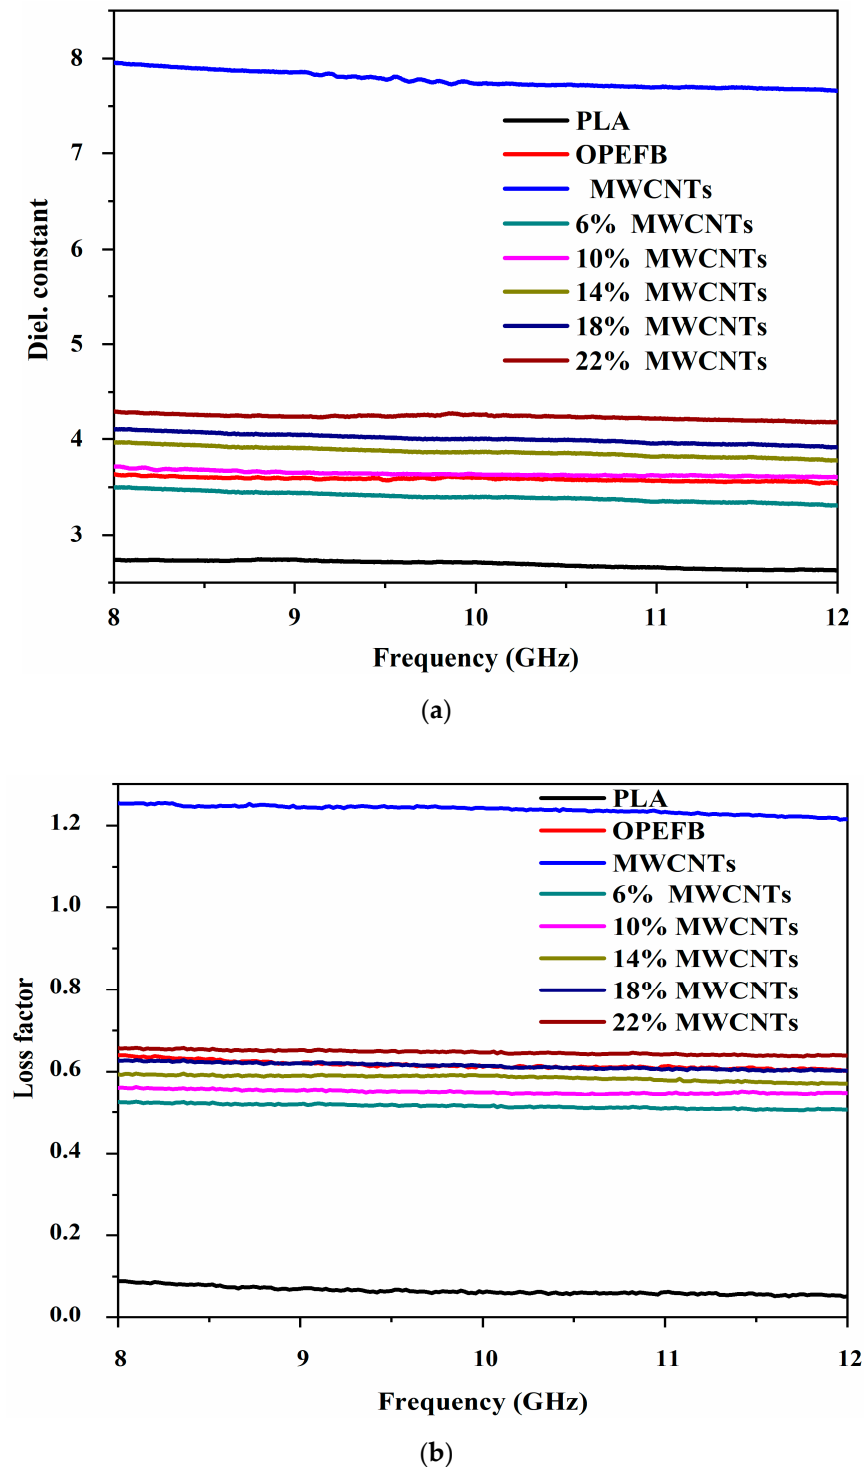 8
7
6
5
4
3
Diel. constant
PLA
OPEFB
MWCNTs
6% MWCNTs
10% MWCNTs
14% MWCNTs
18% MWCNTs
22% MWCNTs
8 9 10 11 12
Frequency (GHz)
(a)
1.2
1.0
0.8
0.6
0.4
0.2
0.0
Loss factor
PLA
OPEFB
MWCNTs
6% MWCNTs
10% MWCNTs
14% MWCNTs
18% MWCNTs
22% MWCNTs
8 9 10 11 12
Frequency (GHz)
(b)